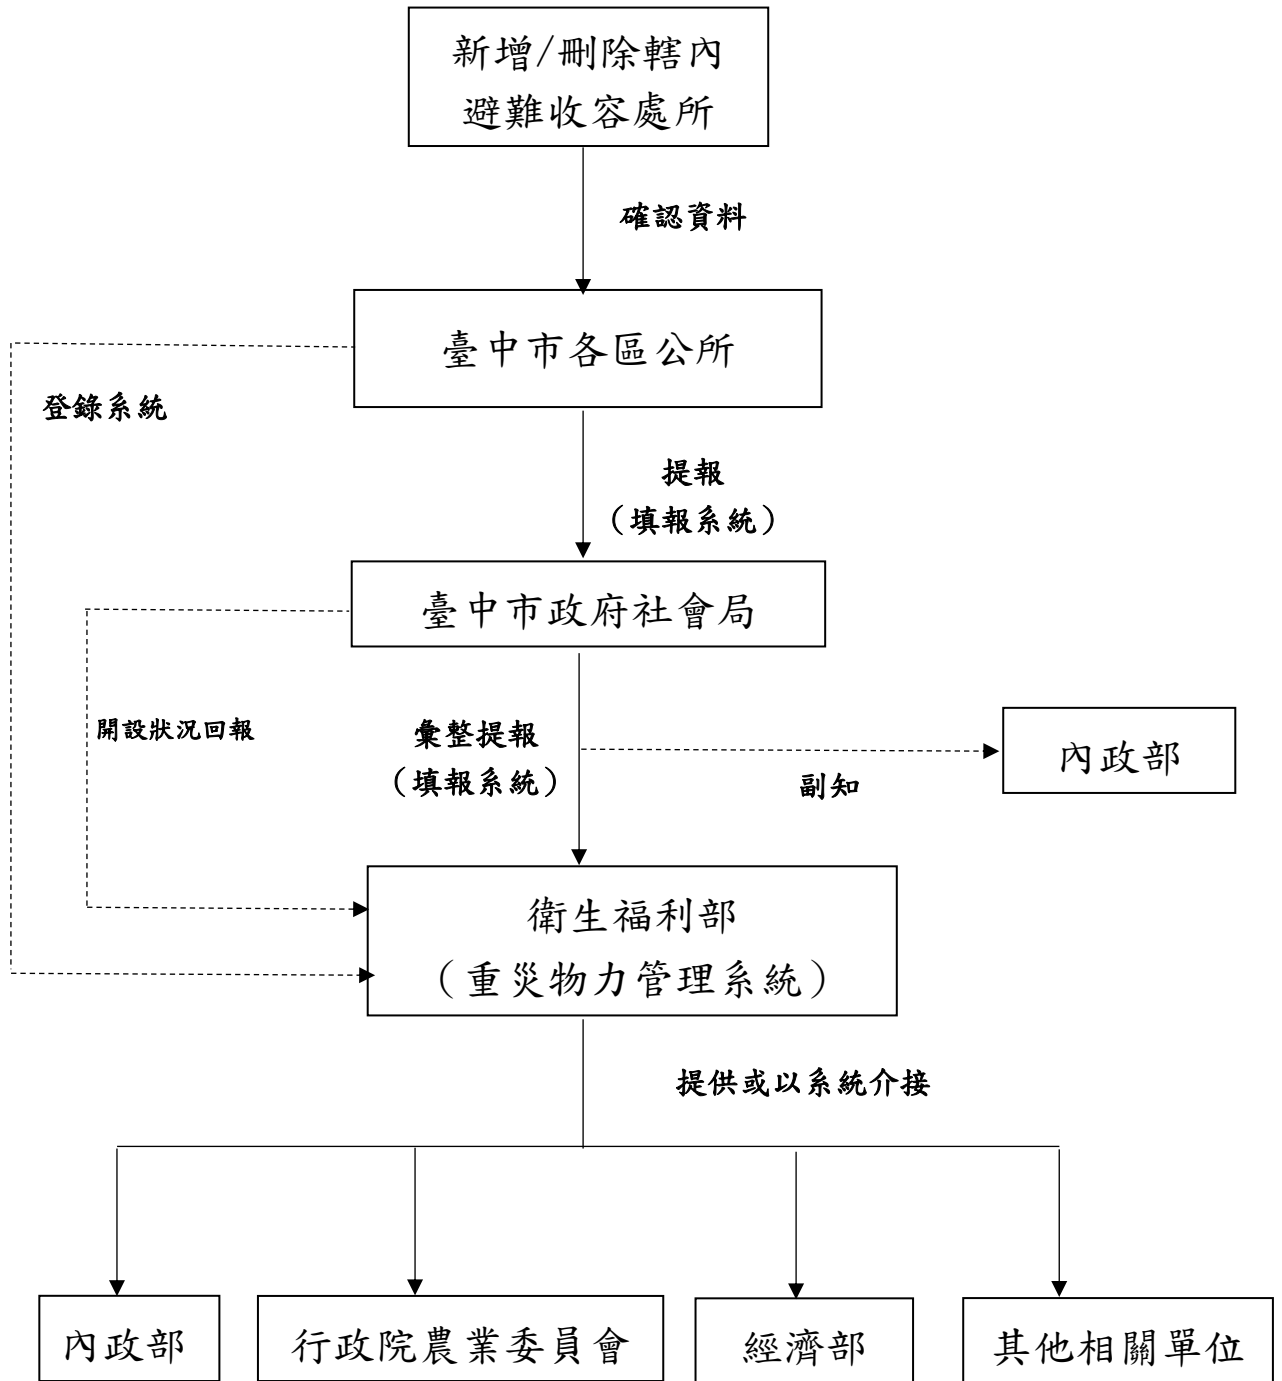 新增/刪除轄內
避難收容處所
確認資料
臺中市各區公所
登錄系統
提報
（填報系統）
臺中市政府社會局
開設狀況回報
彙整提報
（填報系統）
副知
內政部
衛生福利部
（重災物力管理系統）
提供或以系統介接
內政部
行政院農業委員會
經濟部
其他相關單位